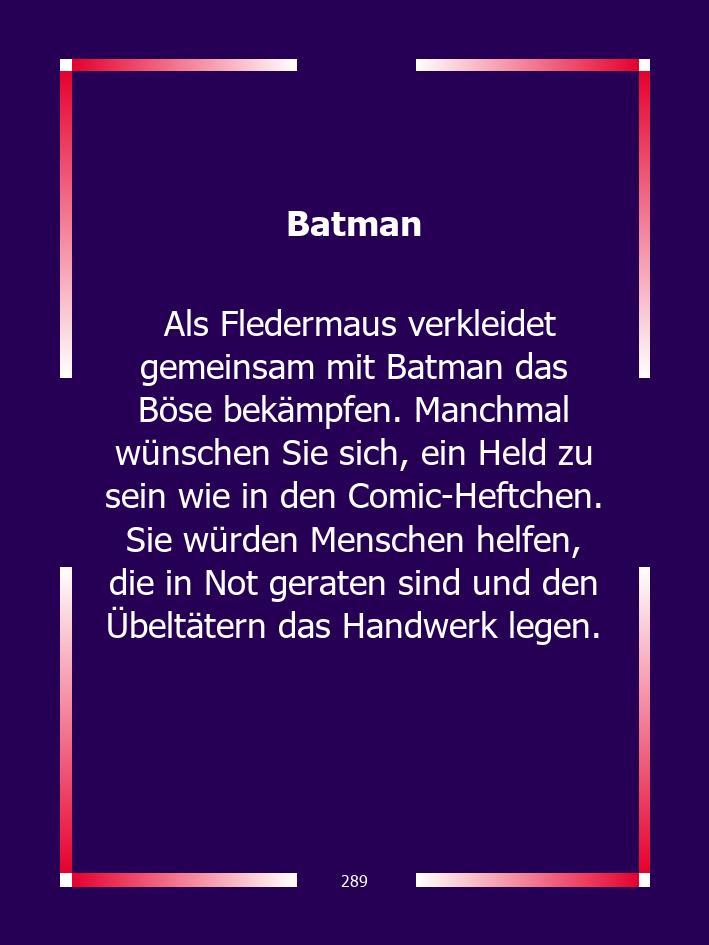 Batman
Als Fledermaus verkleidet
gemeinsam mit Batman das
Böse bekämpfen. Manchmal
wünschen Sie sich, ein Held zu
sein wie in den Comic-Heftchen.
Sie würden Menschen helfen,
die in Not geraten sind und den
Übeltätern das Handwerk legen.
289